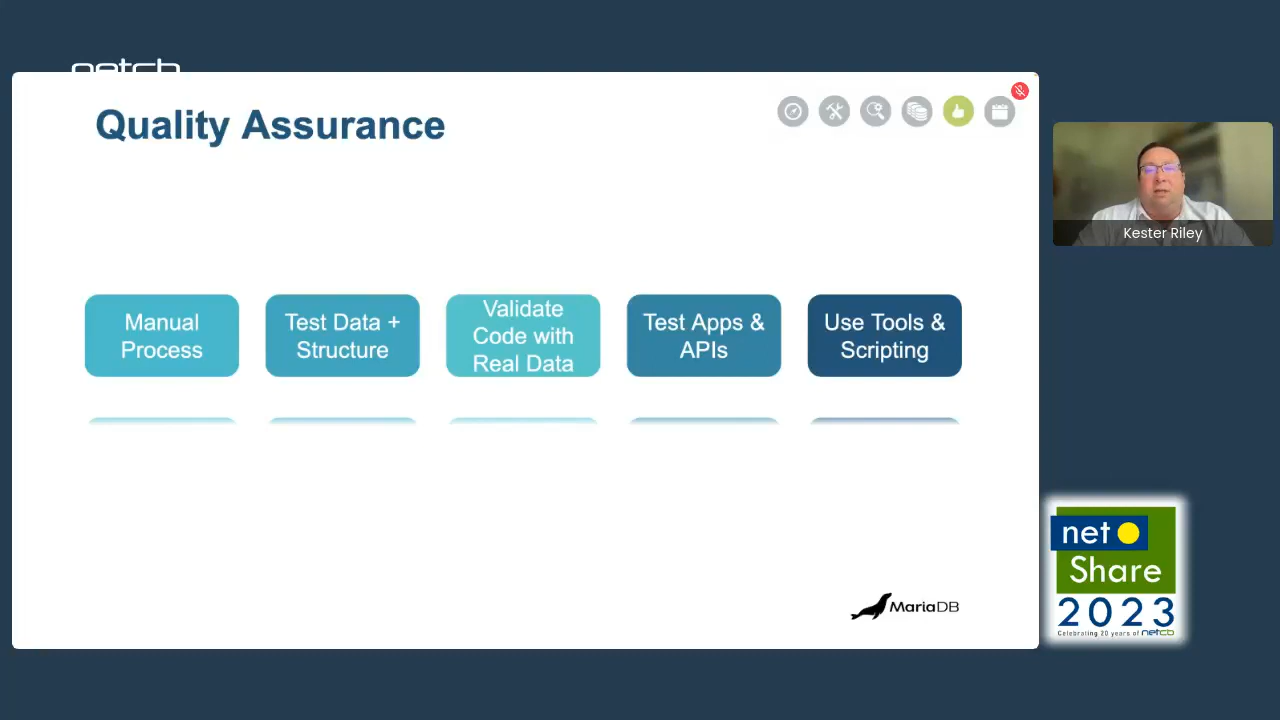 netcb
Quality Assurance
Manual
Process
Test Data +
Structure
Validate
Code with
Real Data
Test Apps &
APIs
Use Tools &
Scripting
MariaDB
Kester Riley
net
Share
2023
Celebrating 20 years of netcb